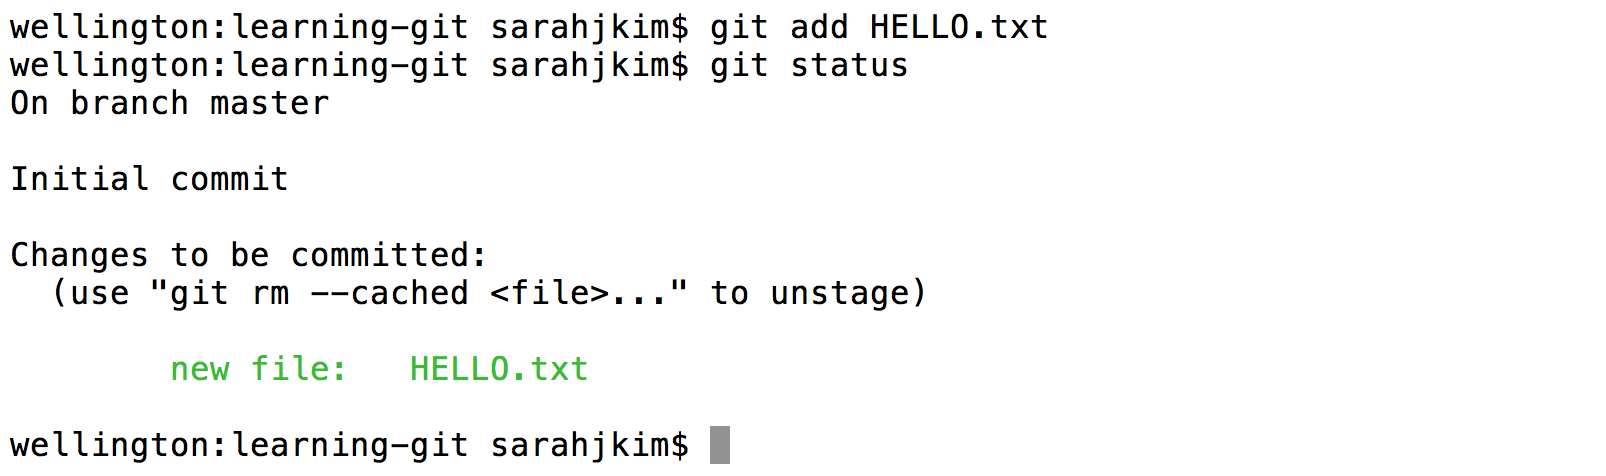 wellington:learning-git sarahjkim$ git add HELLO.txt
wellington:learning-git sarahjkim$ git status
On branch master
Initial commit
Changes to be committed:
(use "git rm --cached <file>..." to unstage)
new file: HELLO.txt
wellington:learning-git sarahjkim$